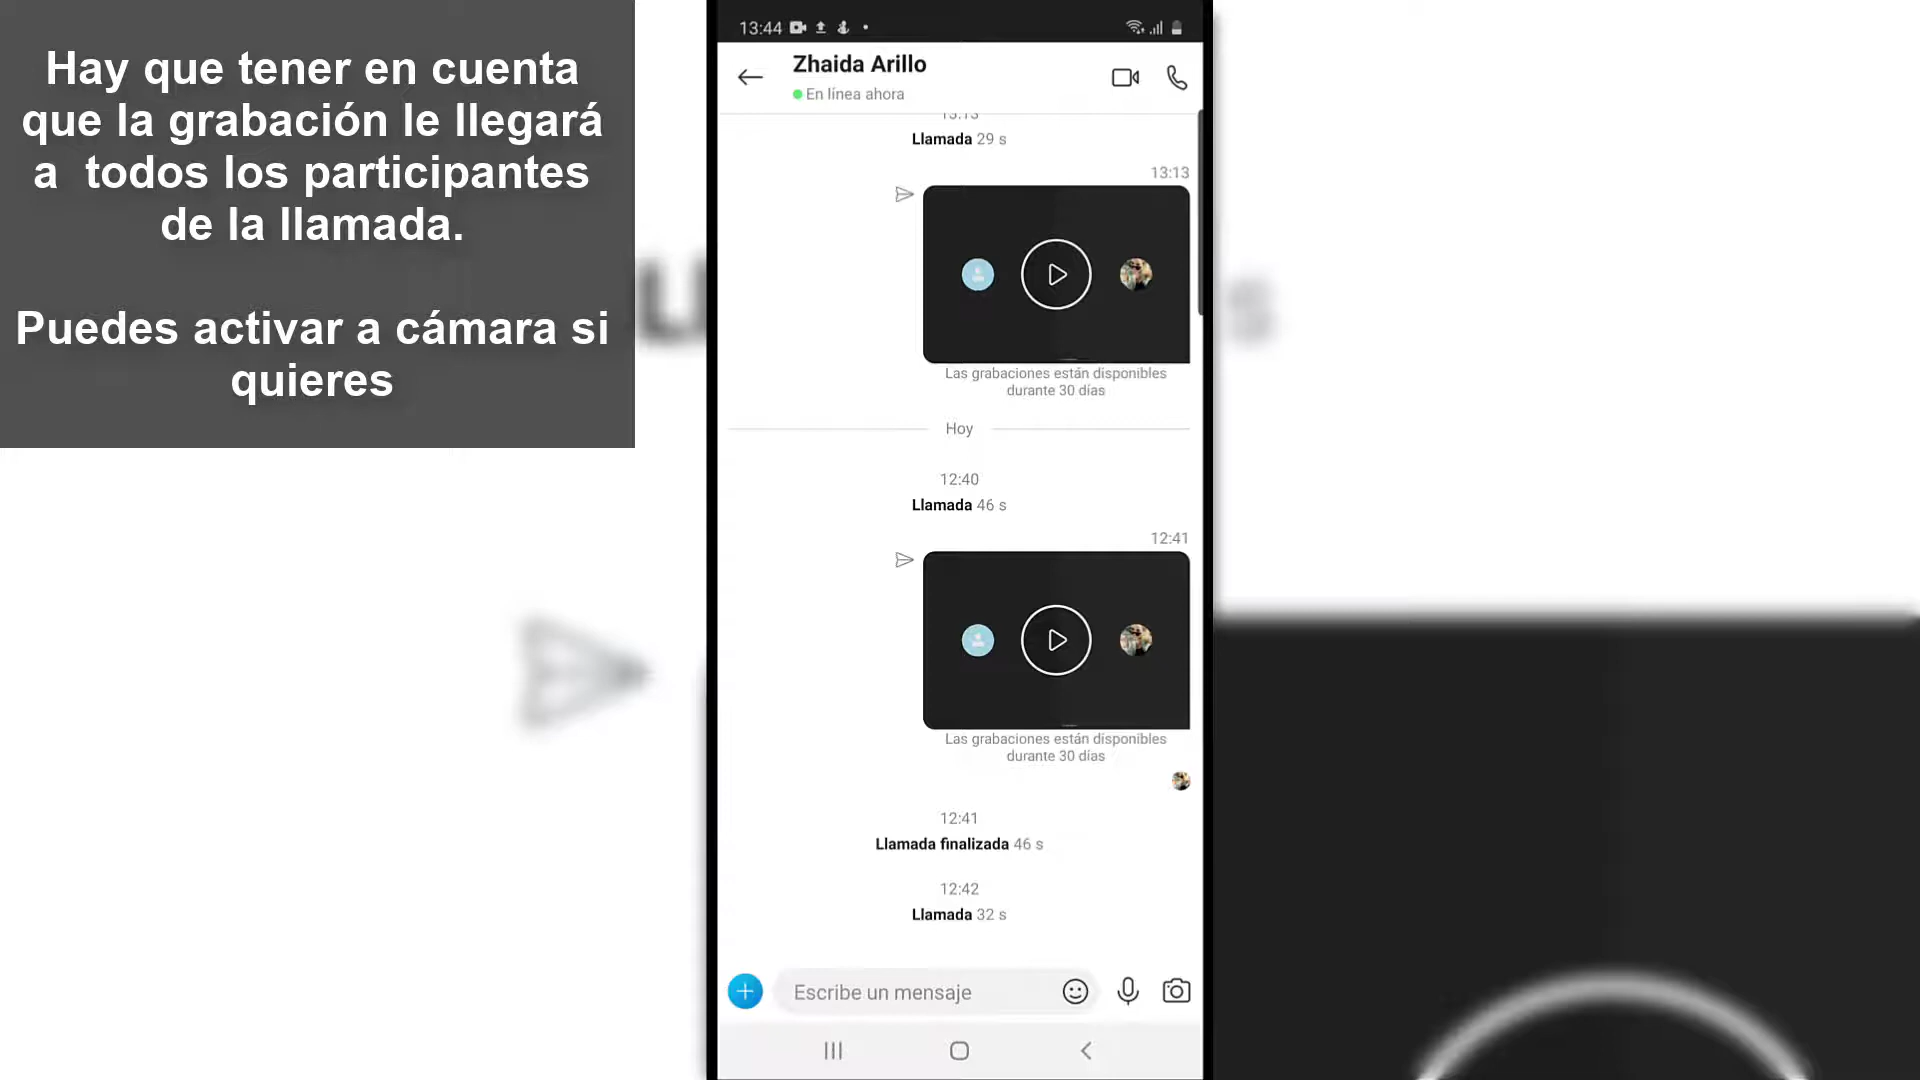 Hay que tener en cuenta
que la grabación le llegará
a  todos los participantes
de la llamada.
Puedes activar a cámara si
quieres
13:44
Zhaida Arillo
En línea ahora
13:13
Llamada 29 s
13:13
Las grabaciones están disponibles
durante 30 días
Hoy
12:40
Llamada 46 s
12:41
Las grabaciones están disponibles
durante 30 días
12:41
Llamada finalizada 46 s
12:42
Llamada 32 s
Escribe un mensaje